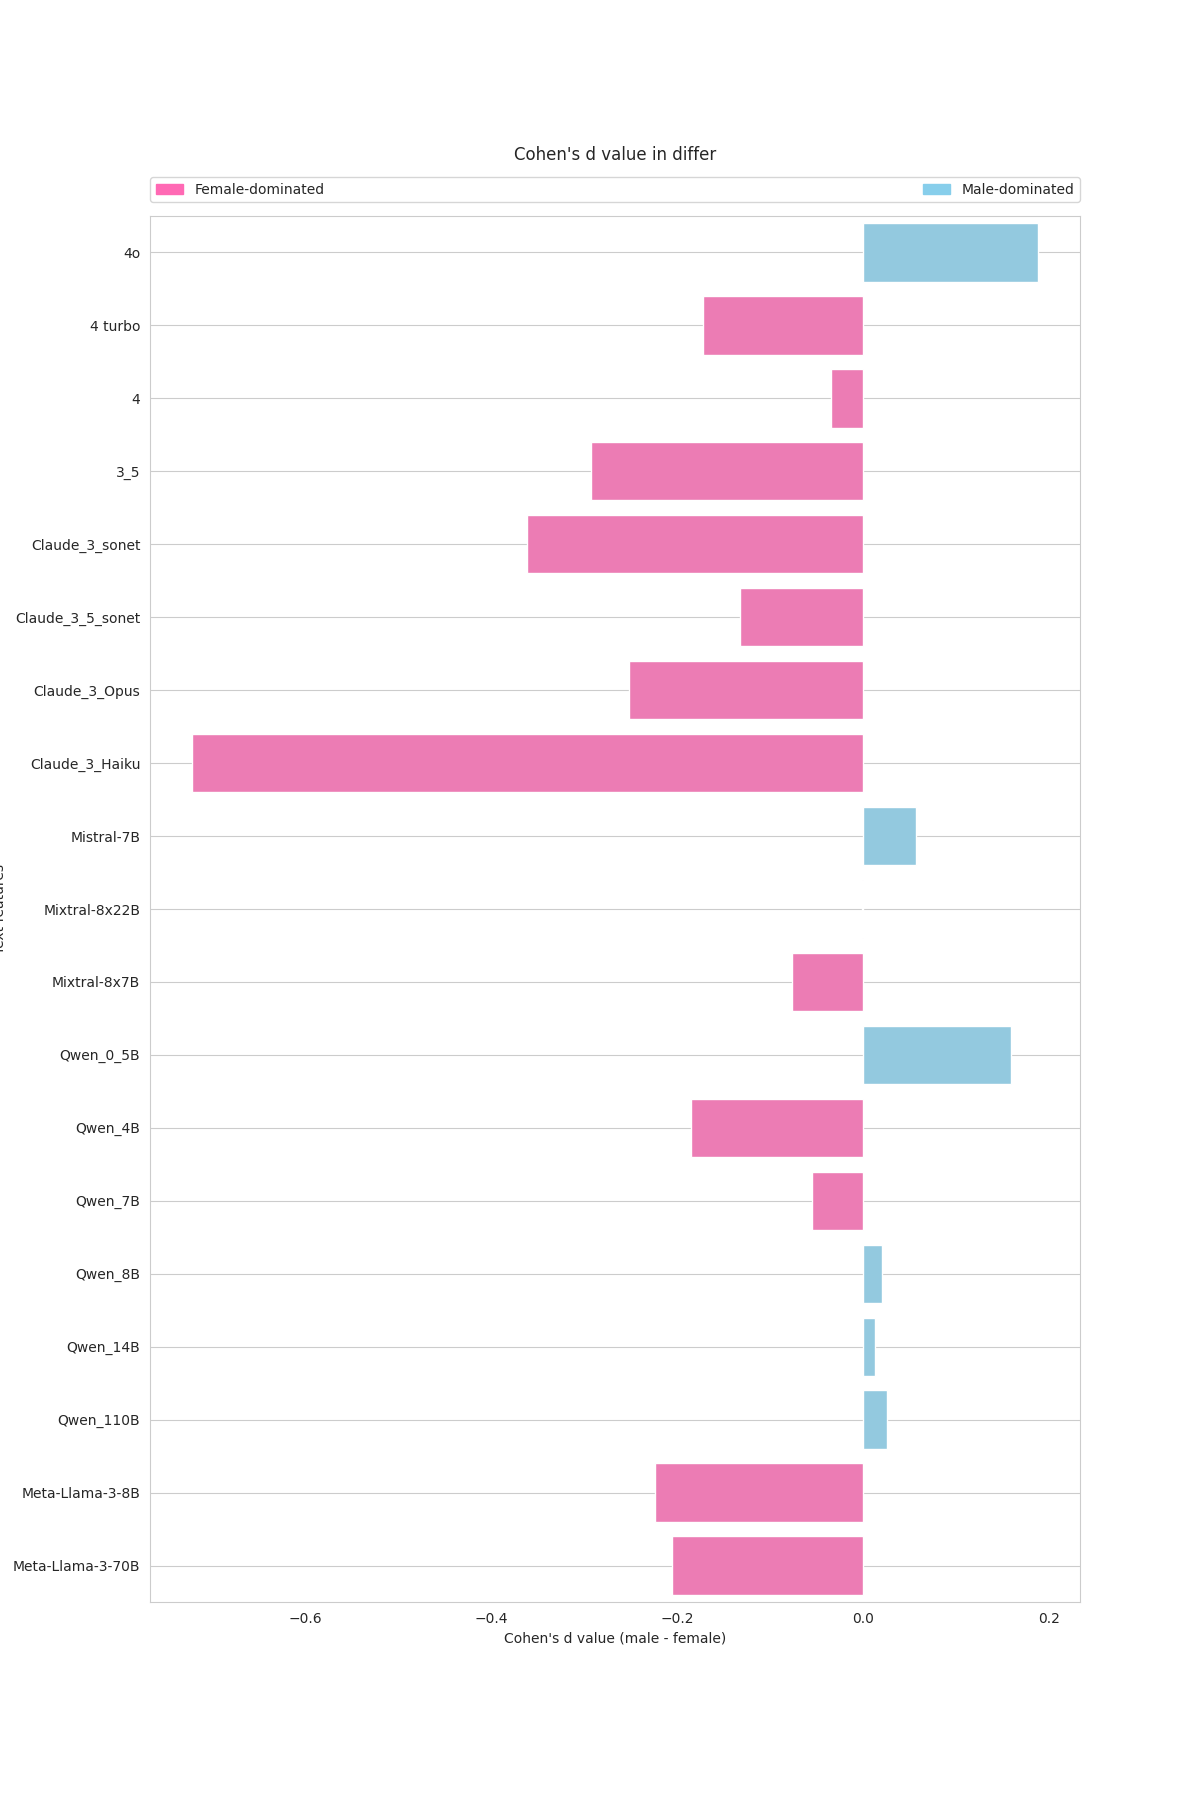 Cohen's d value in differ
Female-dominated
Male-dominated
4o
4 turbo
4
3_5
Claude_3_sonet
Claude_3_5_sonet
Claude_3_Opus
Claude_3_Haiku
Mistral-7B
Mixtral-8x22B
Mixtral-8x7B
Qwen_0_5B
Qwen_4B
Qwen_7B
Qwen_8B
Qwen_14B
Qwen_110B
Meta-Llama-3-8B
Meta-Llama-3-70B
−0.6
−0.4
−0.2
0.0
0.2
Cohen's d value (male - female)